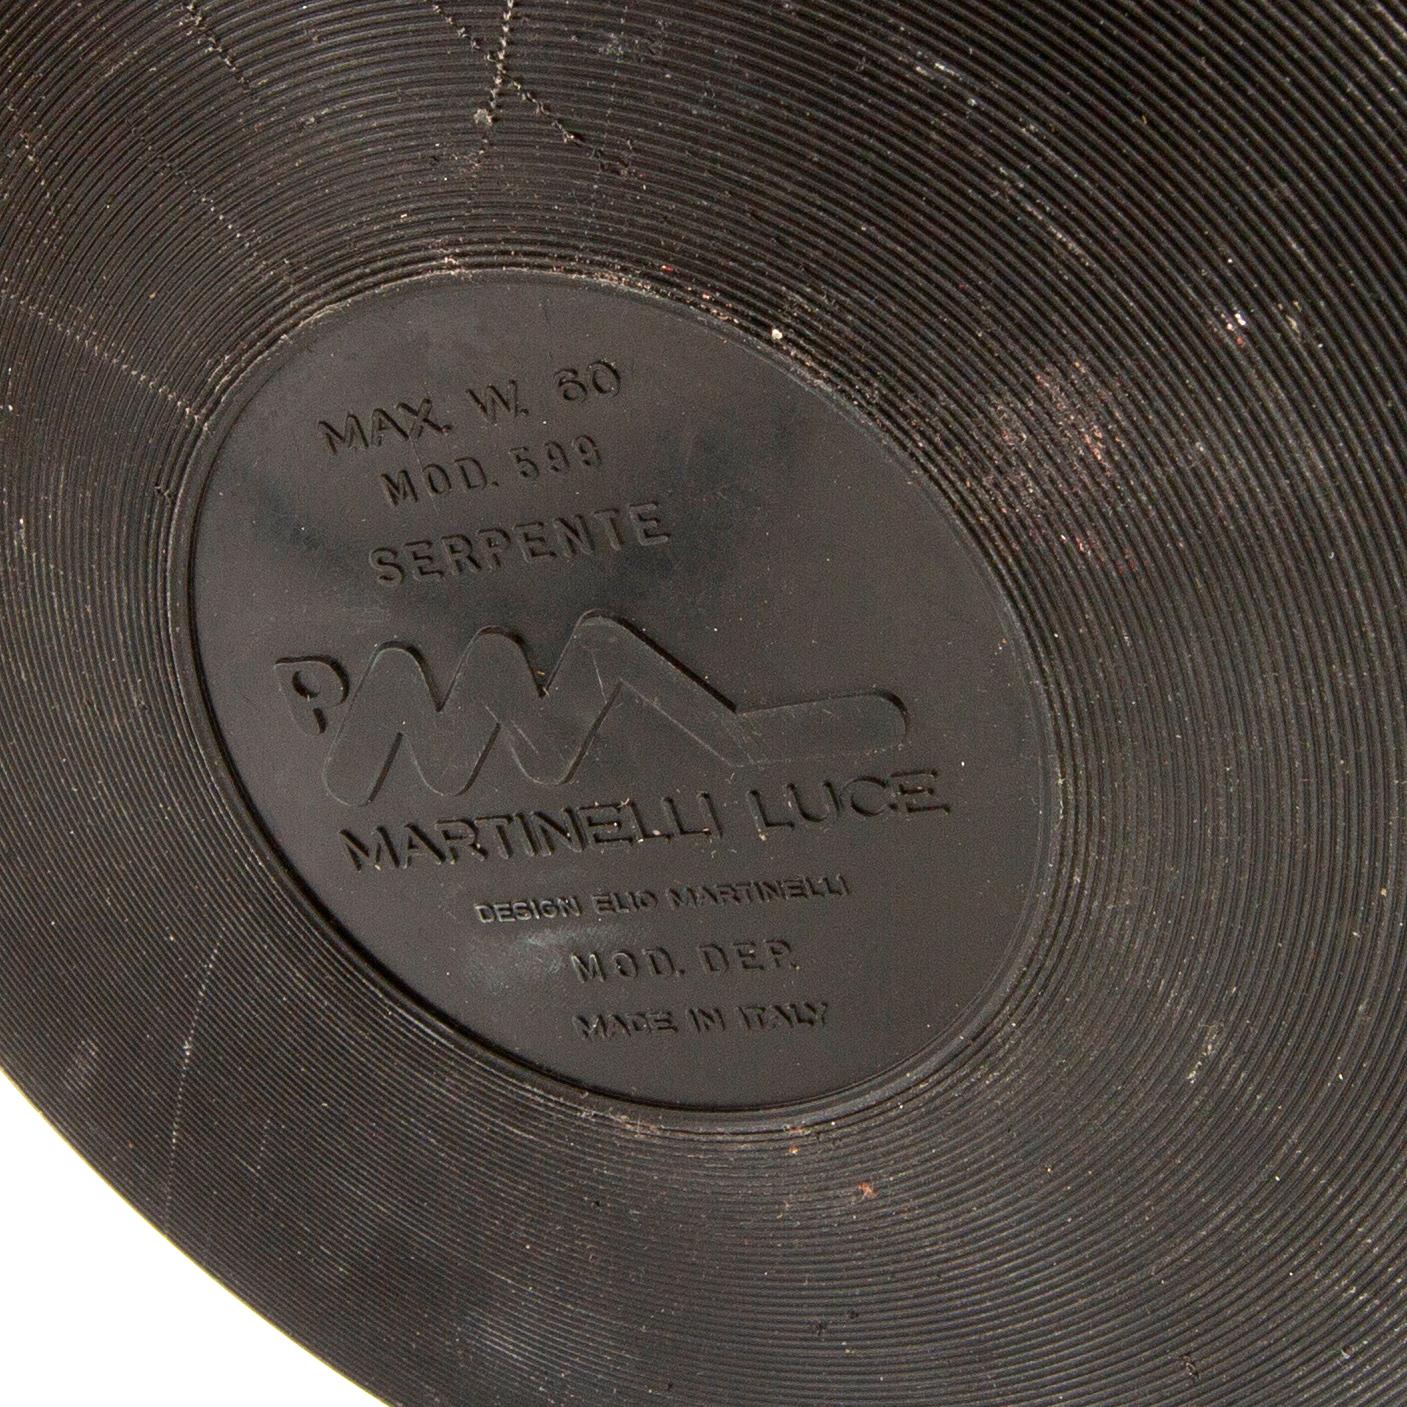 MAX. W. 60
MOD. 599
SERPENTE
MARTINELLI LUCE
DESIGN ELIO MARTINELLI
MOD. DEP.
MADE IN ITALY